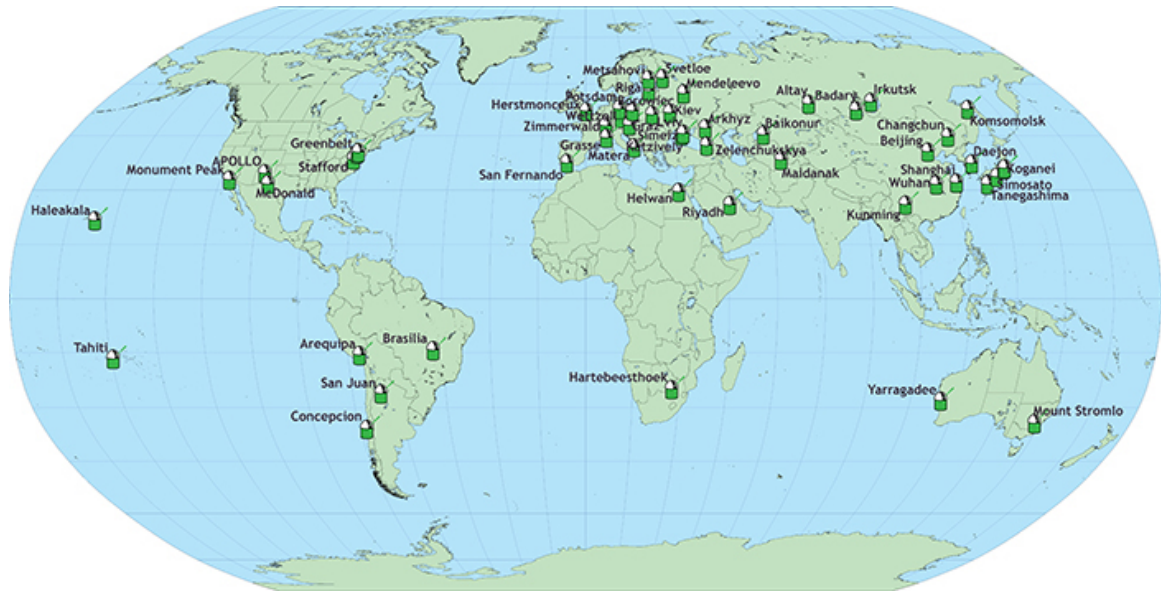 Metsahovi
Svetloe
Riga
Mendeleevo
Potsdam
Borowiec
Altay
Badary
Irkutsk
Herstmonceux
Kiev
Wettzell
Lviv
Arkhyz
Baikonur
Komsomolsk
Zimmerwald
Graz
Simeiz
Changchun
Greenbelt
Grasse
Katzively
Beijing
Matera
Zelenchukskya
Daejon
Stafford
APOLLO
Monument Peak
San Fernando
Maidanak
Shanghai
Koganei
McDonald
Wuhan
Simosato
Tanegashima
Helwan
Riyadh
Kunming
Haleakala
Tahiti
Arequipa
Brasilia
San Juan
Hartebeesthoek
Yarragadee
Concepcion
Mount Stromlo